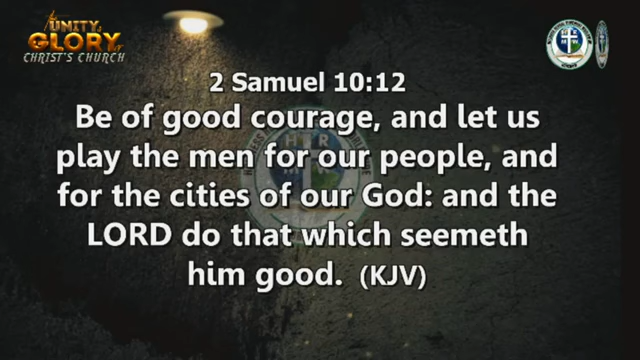 UNITY,
GLORY,
CHRIST'S CHURCH
2 Samuel 10:12
Be of good courage, and let us
play the men for our people, and
for the cities of our God: and the
LORD do that which seemeth
him good. (KJV)